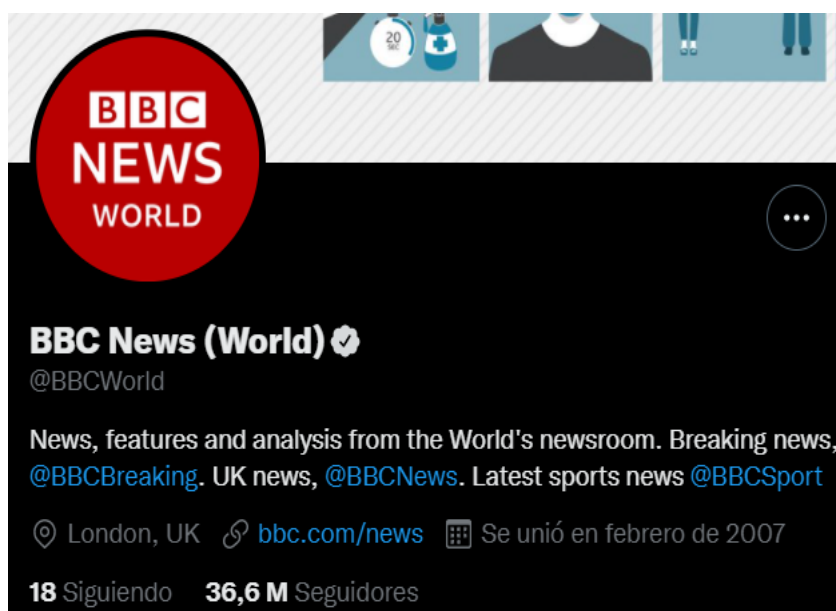 20
SEC
BBC
NEWS
WORLD
BBC News (World)
@BBCWorld
News, features and analysis from the World's newsroom. Breaking news,
@BBCBreaking. UK news, @BBCNews. Latest sports news @BBCSport
London, UK bbc.com/news Se unió en febrero de 2007
18 Siguiendo 36,6 M Seguidores